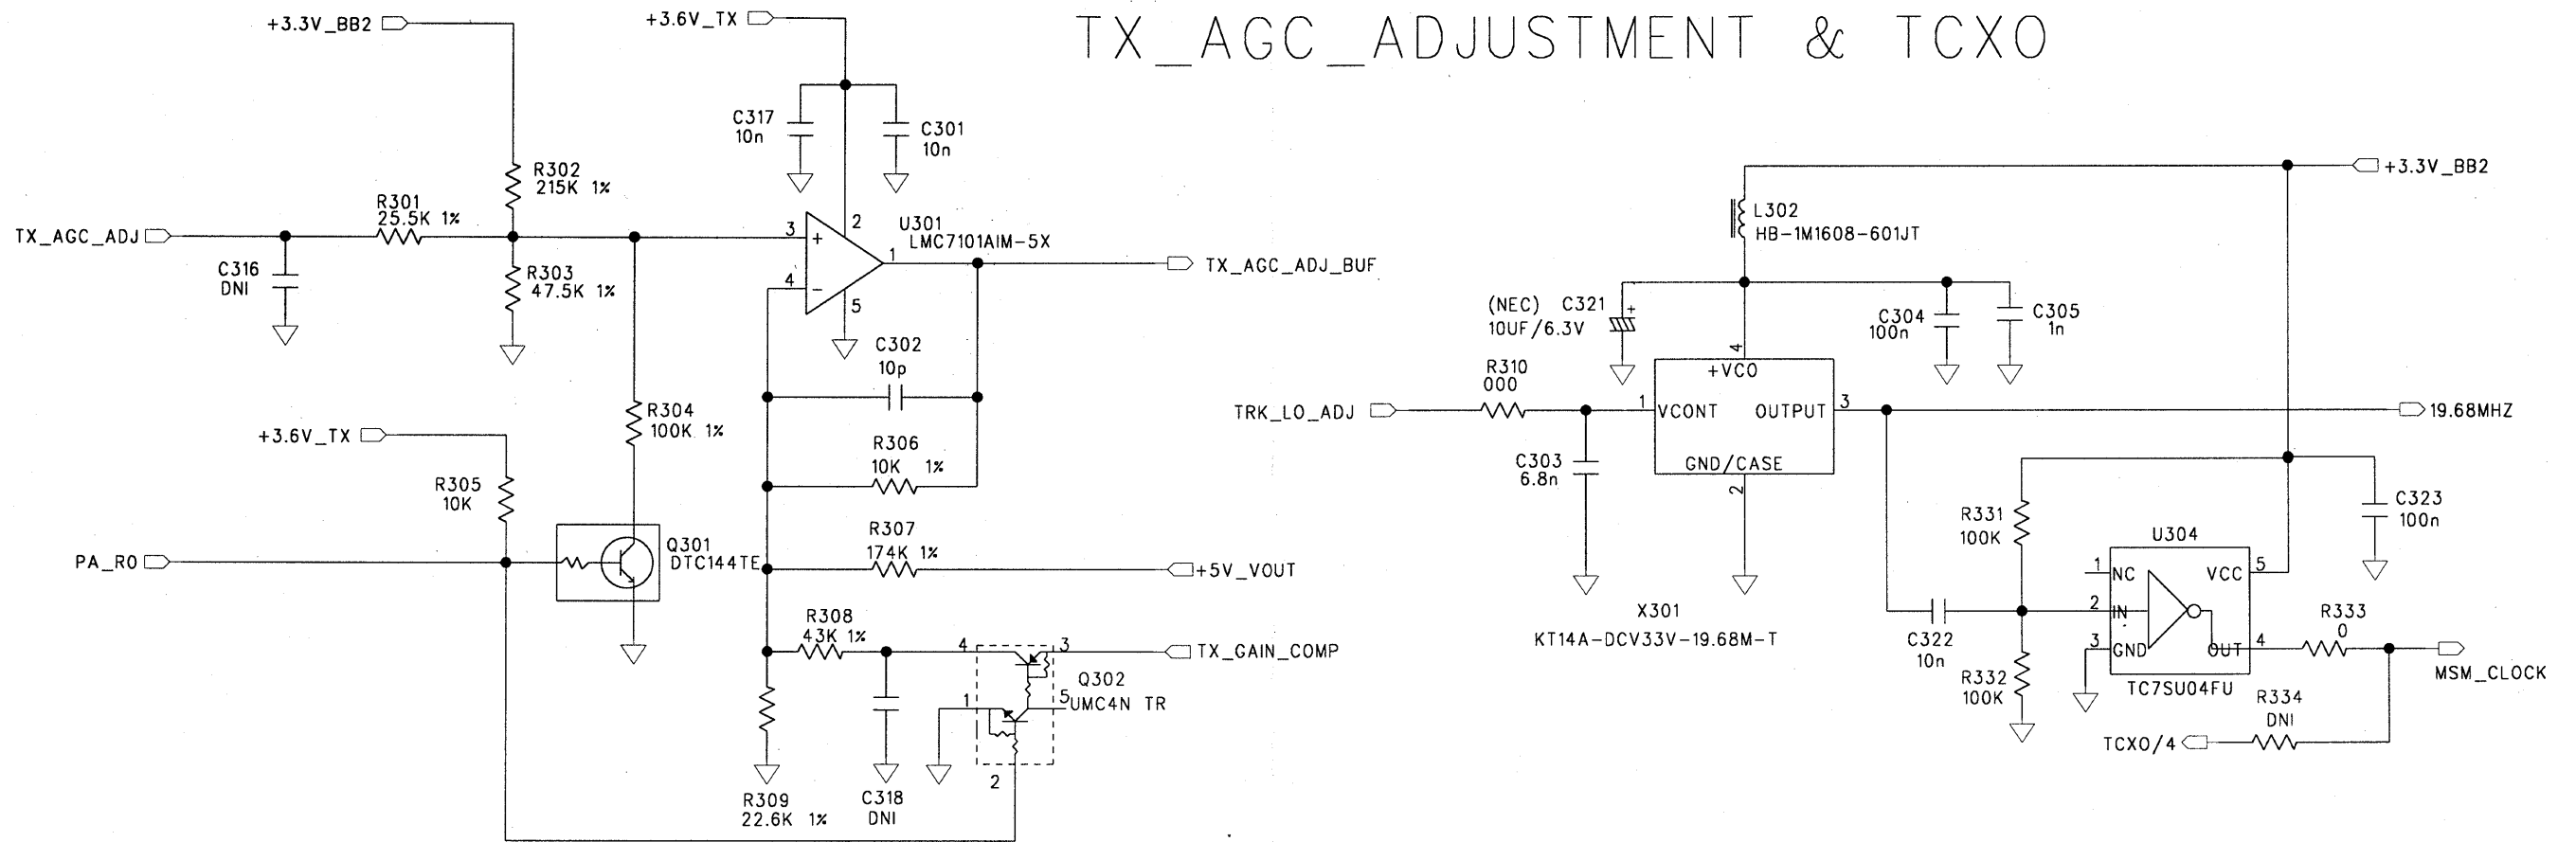 TX_AGC_ADJUSTMENT & TCXO
+3.3V_BB2
+3.6V_TX
C317
10n
C301
10n
R302
215K 1%
R301
25.5K 1%
TX_AGC_ADJ
C316
DNI
R303
47.5K 1%
3
+
2
U301
LMC7101AIM-5X
1
4
-
5
TX_AGC_ADJ_BUF
C302
10p
R304
100K 1%
R306
10K 1%
+3.6V_TX
R305
10K
PA_R0
Q301
DTC144TE
R307
174K 1%
+5V_VOUT
R308
43K 1%
4
3
TX_GAIN_COMP
Q302
UMC4N TR
1
5
2
R309
22.6K 1%
C318
DNI
+3.3V_BB2
L302
HB-1M1608-601JT
(NEC) C321
10UF/6.3V
+
C304
100n
C305
1n
R310
000
TRK_LO_ADJ
4
+VCO
1
VCONT
OUTPUT
3
GND/CASE
2
19.68MHZ
C303
6.8n
X301
KT14A-DCV33V-19.68M-T
R331
100K
C323
100n
U304
1
NC
VCC
5
2
IN
3
GND
OUT
4
TC7SU04FU
C322
10n
R332
100K
R333
0
MSM_CLOCK
R334
DNI
TCXO/4